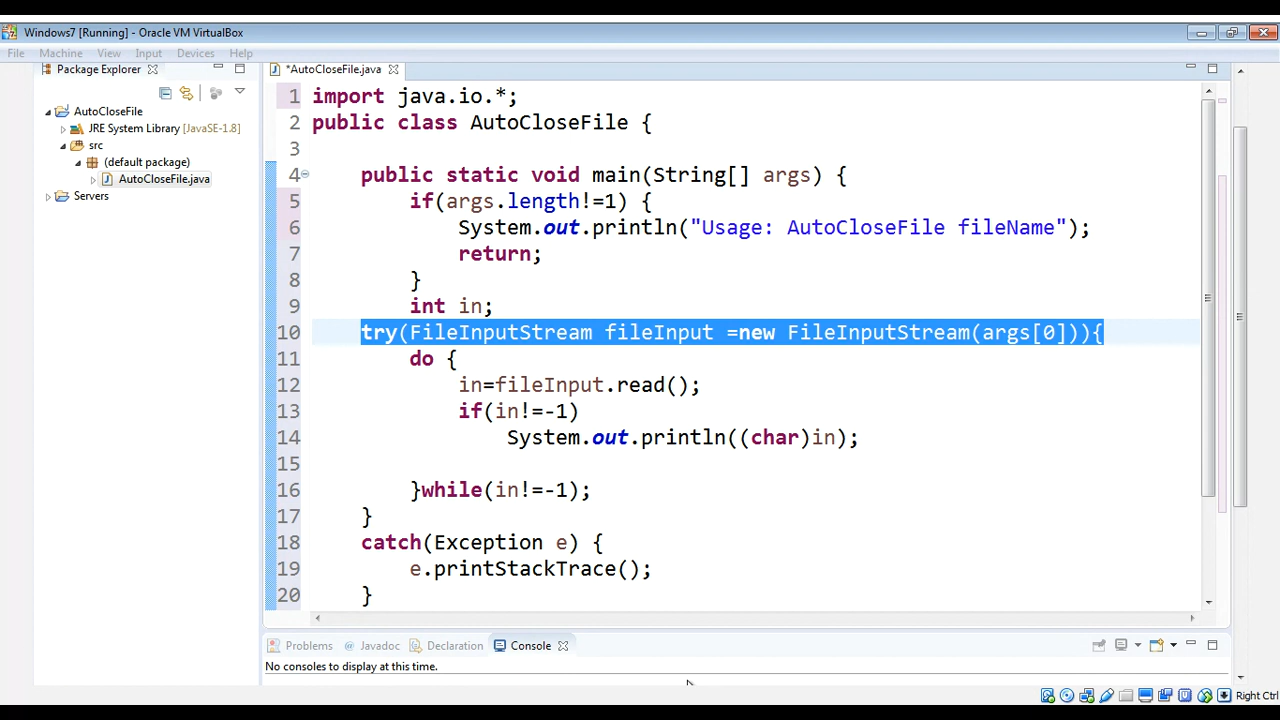 Windows7 [Running] - Oracle VM VirtualBox
File Machine View Input Devices Help
Package Explorer
*AutoCloseFile.java
AutoCloseFile
JRE System Library [JavaSE-1.8]
src
(default package)
AutoCloseFile.java
Servers
1 import java.io.*;
2 public class AutoCloseFile {
3
4 public static void main(String[] args) {
5 if(args.length!=1) {
6 System.out.println("Usage: AutoCloseFile fileName");
7 return;
8 }
9 int in;
10 try(FileInputStream fileInput =new FileInputStream(args[0])){
11 do {
12 in=fileInput.read();
13 if(in!=-1)
14 System.out.println((char)in);
15
16 }while(in!=-1);
17 }
18 catch(Exception e) {
19 e.printStackTrace();
20 }
Problems @ Javadoc Declaration Console
No consoles to display at this time.
Right Ctrl